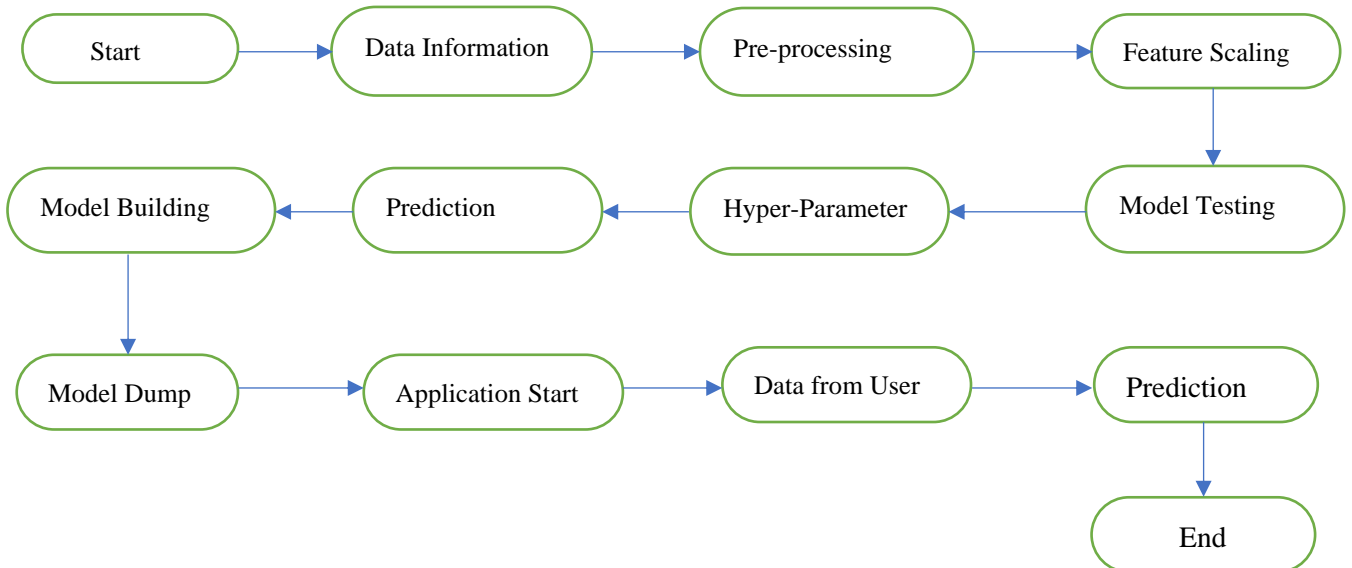 Start
Data Information
Pre-processing
Feature Scaling
Model Building
Prediction
Hyper-Parameter
Model Testing
Model Dump
Application Start
Data from User
Prediction
End